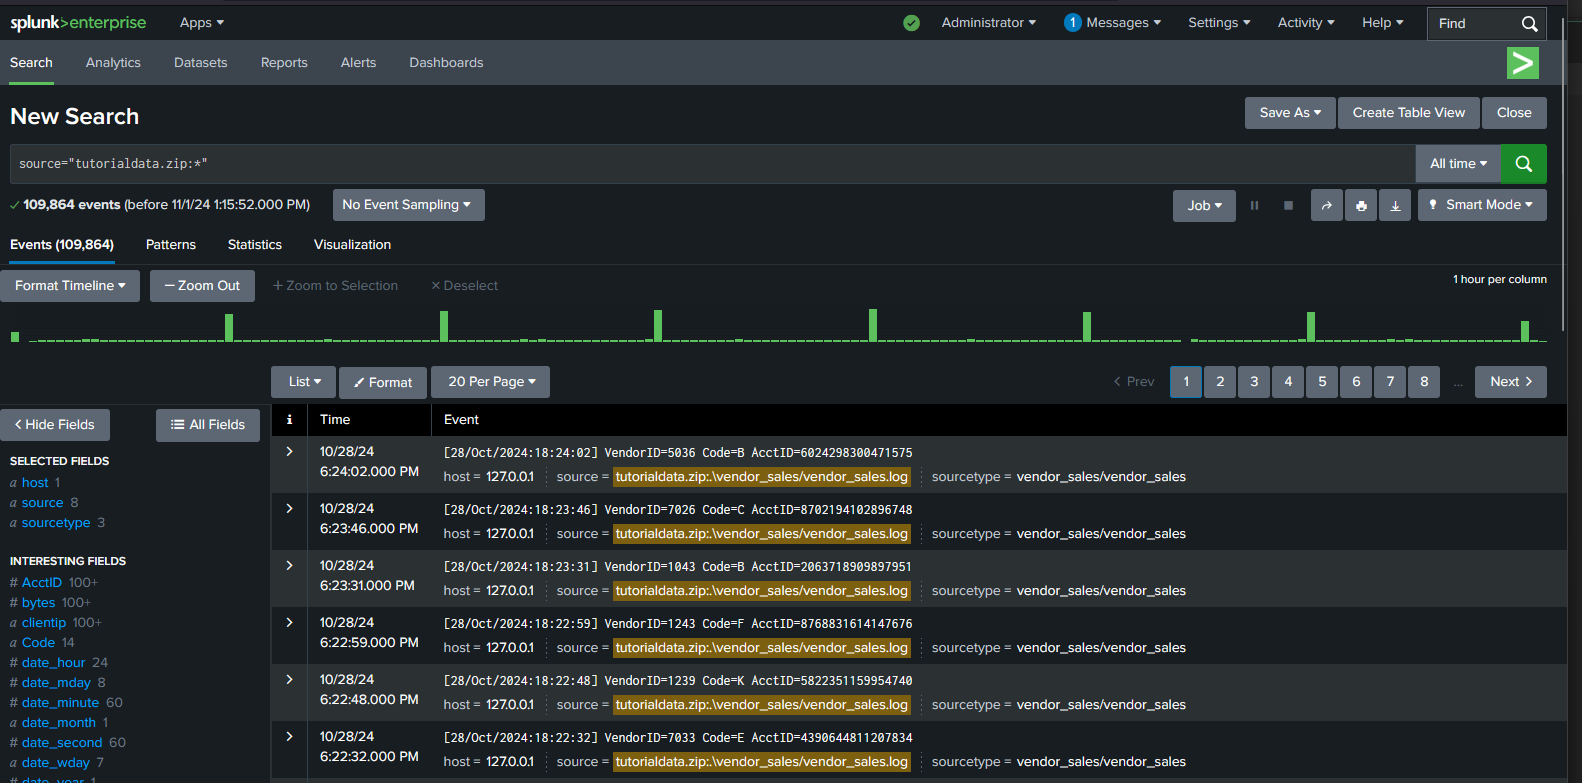 splunk>enterprise Apps Administrator 1 Messages Settings Activity Help Find
Search Analytics Datasets Reports Alerts Dashboards >
New Search Save As Create Table View Close
source="tutorialdata.zip:*" All time
109,864 events (before 11/1/24 1:15:52.000 PM) No Event Sampling Job Smart Mode
Events (109,864) Patterns Statistics Visualization
Format Timeline − Zoom Out + Zoom to Selection × Deselect 1 hour per column
List Format 20 Per Page < Prev 1 2 3 4 5 6 7 8 ... Next >
< Hide Fields All Fields
i Time Event
SELECTED FIELDS
a host 1
a source 8
a sourcetype 3
INTERESTING FIELDS
# AcctID 100+
# bytes 100+
a clientip 100+
a Code 14
# date_hour 24
# date_mday 8
# date_minute 60
a date_month 1
# date_second 60
a date_wday 7
# date_year 1
> 10/28/24 [28/Oct/2024:18:24:02] VendorID=5036 Code=B AcctID=6024298300471575
6:24:02.000 PM host = 127.0.0.1 source = tutorialdata.zip:.\vendor_sales/vendor_sales.log sourcetype = vendor_sales/vendor_sales
> 10/28/24 [28/Oct/2024:18:23:46] VendorID=7026 Code=C AcctID=8702194102896748
6:23:46.000 PM host = 127.0.0.1 source = tutorialdata.zip:.\vendor_sales/vendor_sales.log sourcetype = vendor_sales/vendor_sales
> 10/28/24 [28/Oct/2024:18:23:31] VendorID=1043 Code=B AcctID=2063718909897951
6:23:31.000 PM host = 127.0.0.1 source = tutorialdata.zip:.\vendor_sales/vendor_sales.log sourcetype = vendor_sales/vendor_sales
> 10/28/24 [28/Oct/2024:18:22:59] VendorID=1243 Code=F AcctID=8768831614147676
6:22:59.000 PM host = 127.0.0.1 source = tutorialdata.zip:.\vendor_sales/vendor_sales.log sourcetype = vendor_sales/vendor_sales
> 10/28/24 [28/Oct/2024:18:22:48] VendorID=1239 Code=K AcctID=5822351159954740
6:22:48.000 PM host = 127.0.0.1 source = tutorialdata.zip:.\vendor_sales/vendor_sales.log sourcetype = vendor_sales/vendor_sales
> 10/28/24 [28/Oct/2024:18:22:32] VendorID=7033 Code=E AcctID=4390644811207834
6:22:32.000 PM host = 127.0.0.1 source = tutorialdata.zip:.\vendor_sales/vendor_sales.log sourcetype = vendor_sales/vendor_sales